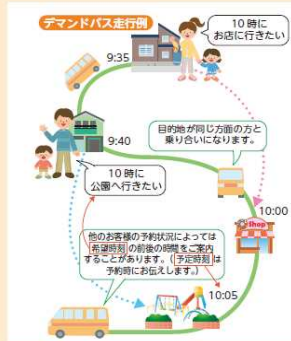 デマンドバス走行例
10時に
お店に行きたい
9:35
9:40
目的地が同じ方面の方と
乗り合いになります。
10時に
公園へ行きたい
10:00
Shop
他のお客様の予約状況によっては
希望時刻の前後の時間をご案内
することがあります。（予定時刻は
予約時にお伝えします。）
10:05